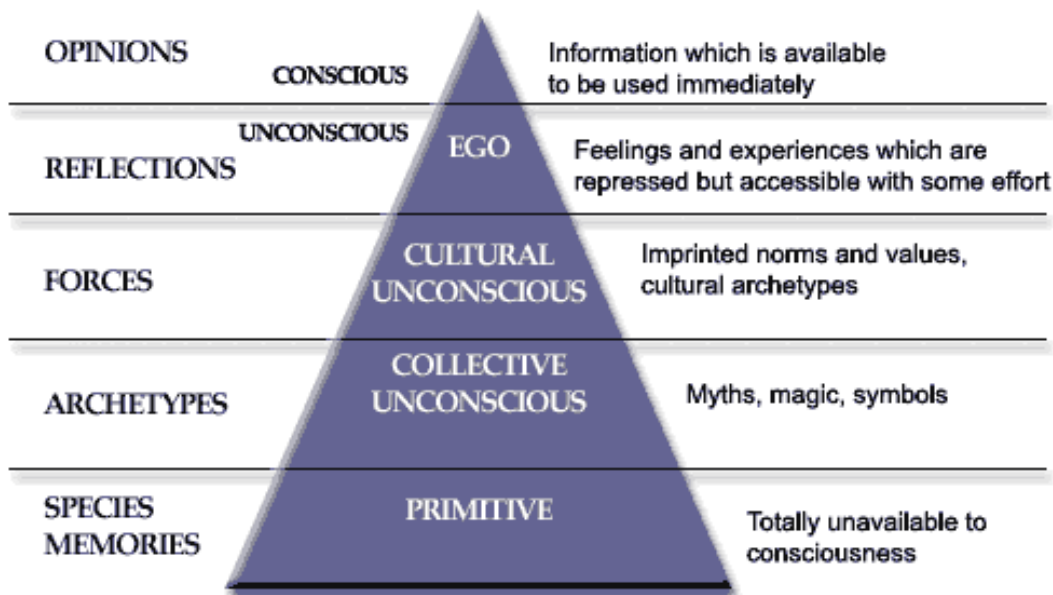 OPINIONS
CONSCIOUS
Information which is available
to be used immediately
UNCONSCIOUS
REFLECTIONS
EGO
Feelings and experiences which are
repressed but accessible with some effort
FORCES
CULTURAL
UNCONSCIOUS
Imprinted norms and values,
cultural archetypes
ARCHETYPES
COLLECTIVE
UNCONSCIOUS
Myths, magic, symbols
SPECIES
MEMORIES
PRIMITIVE
Totally unavailable to
consciousness